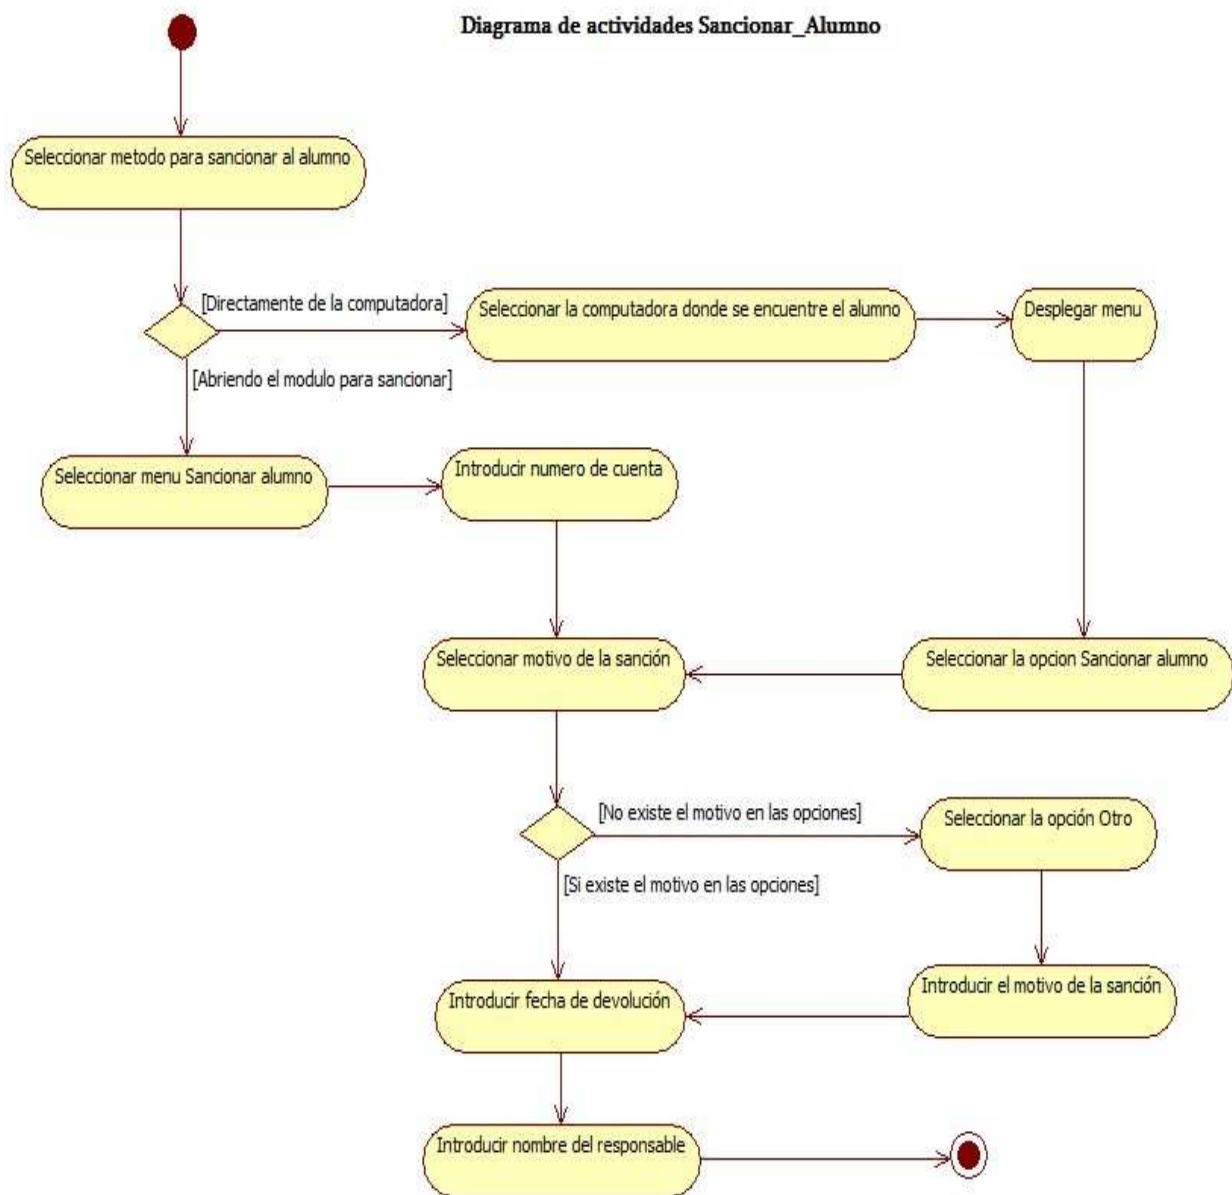 Diagrama de actividades Sancionar_Alumno
Seleccionar metodo para sancionar al alumno
[Directamente de la computadora]
Seleccionar la computadora donde se encuentre el alumno
Desplegar menu
[Abriendo el modulo para sancionar]
Seleccionar menu Sancionar alumno
Introducir numero de cuenta
Seleccionar motivo de la sanción
Seleccionar la opcion Sancionar alumno
[No existe el motivo en las opciones]
Seleccionar la opción Otro
[Si existe el motivo en las opciones]
Introducir fecha de devolución
Introducir el motivo de la sanción
Introducir nombre del responsable